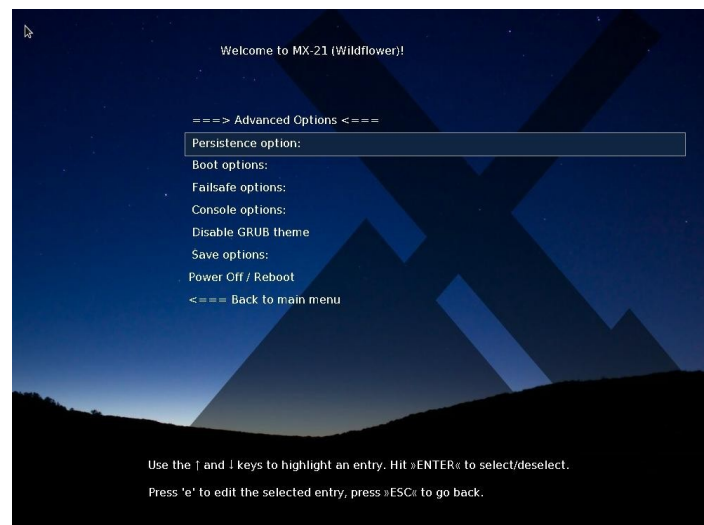 Welcome to MX-21 (Wildflower)!
===> Advanced Options <===
Persistence option:
Boot options:
Failsafe options:
Console options:
Disable GRUB theme
Save options:
Power Off / Reboot
<=== Back to main menu
Use the ↑ and ↓ keys to highlight an entry. Hit »ENTER« to select/deselect.
Press 'e' to edit the selected entry, press »ESC« to go back.